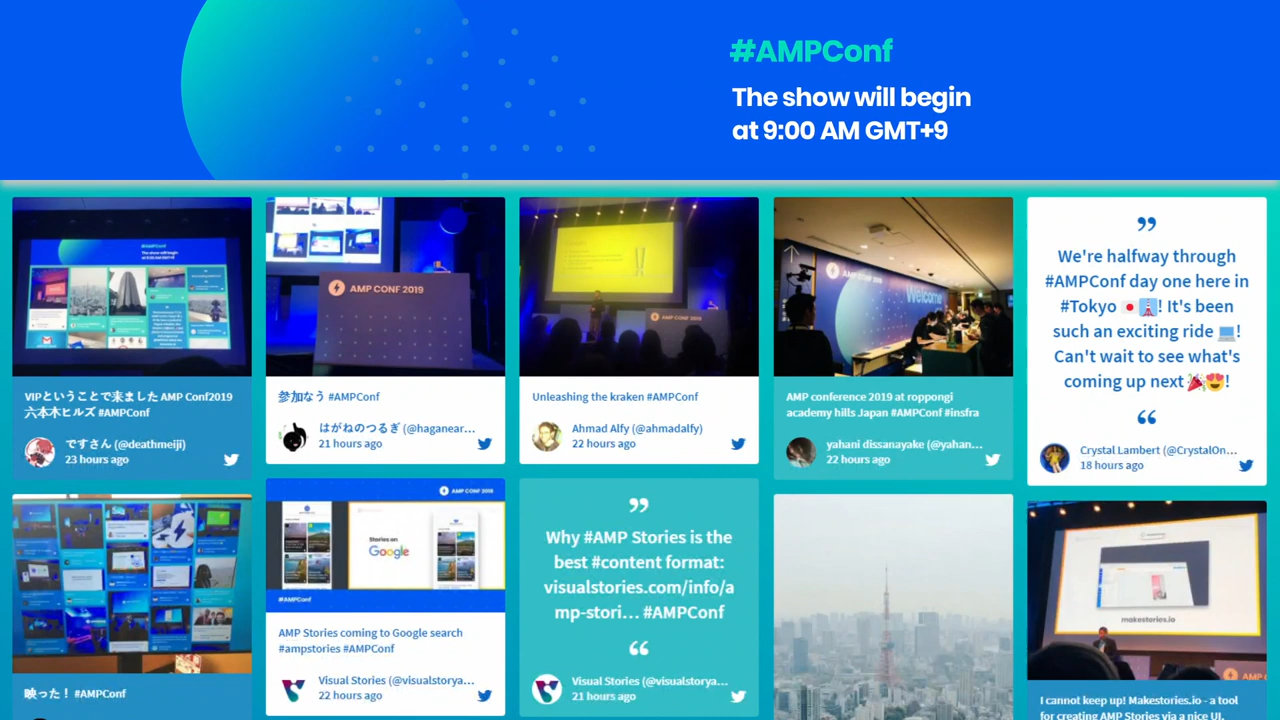 #AMPConf
The show will begin
at 9:00 AM GMT+9
VIPということで来ました AMP Conf2019
六本木ヒルズ #AMPConf
ですさん (@deathmeiji)
23 hours ago
映った！ #AMPConf
AMP CONF 2019
参加なう #AMPConf
はがねのつるぎ (@haganear...
21 hours ago
AMP CONF 2019
Stories on
Google
#AMPConf
AMP Stories coming to Google search
#ampstories #AMPConf
Visual Stories (@visualstorya...
22 hours ago
AMP CONF 2019
Unleashing the kraken #AMPConf
Ahmad Alfy (@ahmadalfy)
22 hours ago
Why #AMP Stories is the
best #content format:
visualstories.com/info/a
mp-stori... #AMPConf
Visual Stories (@visualstorya...
21 hours ago
AMP CONF 2019
Welcome
AMP conference 2019 at roppongi
academy hills Japan #AMPConf #insfra
yahani dissanayake (@yahan...
22 hours ago
We're halfway through
#AMPConf day one here in
#Tokyo 🇯🇵🗼! It's been
such an exciting ride 💻!
Can't wait to see what's
coming up next 🎉😍!
Crystal Lambert (@CrystalOn...
18 hours ago
makestories.io
AMP
I cannot keep up! Makestories.io - a tool
for creating AMP Stories via a nice UI.